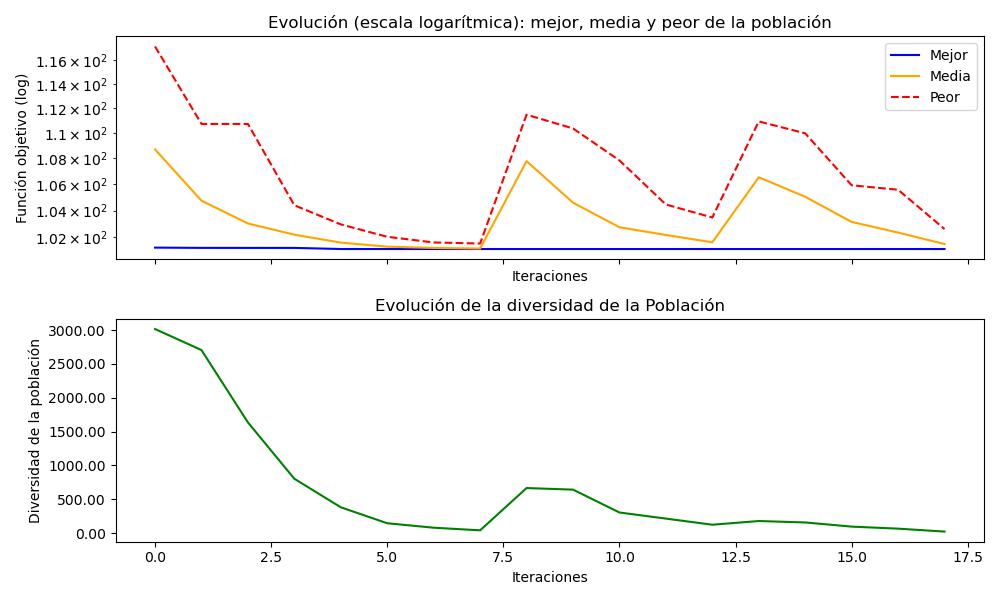 Evolución (escala logarítmica): mejor, media y peor de la población
Función objetivo (log)
1.16 × 10²
1.14 × 10²
1.12 × 10²
1.1 × 10²
1.08 × 10²
1.06 × 10²
1.04 × 10²
1.02 × 10²
Mejor
Media
Peor
Iteraciones
Evolución de la diversidad de la Población
Diversidad de la población
3000.00
2500.00
2000.00
1500.00
1000.00
500.00
0.00
0.0 2.5 5.0 7.5 10.0 12.5 15.0 17.5
Iteraciones